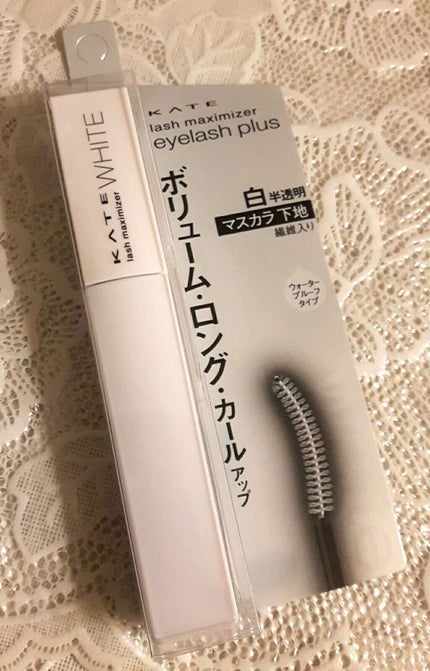 KATE WHITE
lash maximizer
KATE
lash maximizer
eyelash plus
白 半透明
マスカラ 下地
繊維入り
ウォーター
プルーフ
タイプ
ボリューム・ロング・カールアップ